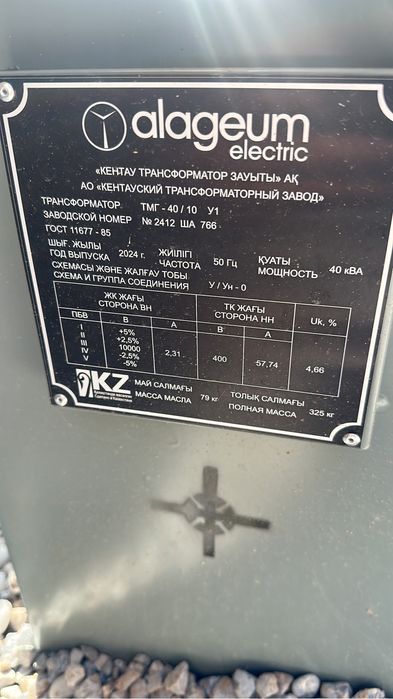 alageum
electric
«КЕНТАУ ТРАНСФОРМАТОР ЗАУЫТЫ» АҚ
АО «КЕНТАУСКИЙ ТРАНСФОРМАТОРНЫЙ ЗАВОД»
ТРАНСФОРМАТОР ТМГ - 40 / 10 У1
ЗАВОДСКОЙ НОМЕР № 2412 ША 766
ГОСТ 11677 - 85
ШЫҒ. ЖЫЛЫ ЖИІЛІГІ ҚУАТЫ
ГОД ВЫПУСКА 2024 г. ЧАСТОТА 50 Гц МОЩНОСТЬ 40 кВА
СХЕМАСЫ ЖӘНЕ ЖАЛҒАУ ТОБЫ
СХЕМА И ГРУППА СОЕДИНЕНИЯ У / Ун - 0
ЖК ЖАҒЫ ТК ЖАҒЫ
СТОРОНА ВН СТОРОНА НН Uk, %
ПБВ В А В А
I +5%
II +2,5%
III 10000 2,31 400 57,74 4,66
IV -2,5%
V -5%
KZ МАЙ САЛМАҒЫ ТОЛЫҚ САЛМАҒЫ
МАССА МАСЛА 79 кг ПОЛНАЯ МАССА 325 кг